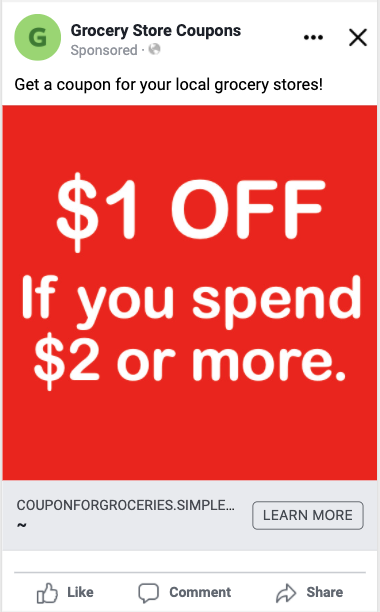 G
Grocery Store Coupons
Sponsored ·
Get a coupon for your local grocery stores!
$1 OFF
If you spend
$2 or more.
COUPONFORGROCERIES.SIMPLE...
~
LEARN MORE
Like Comment Share